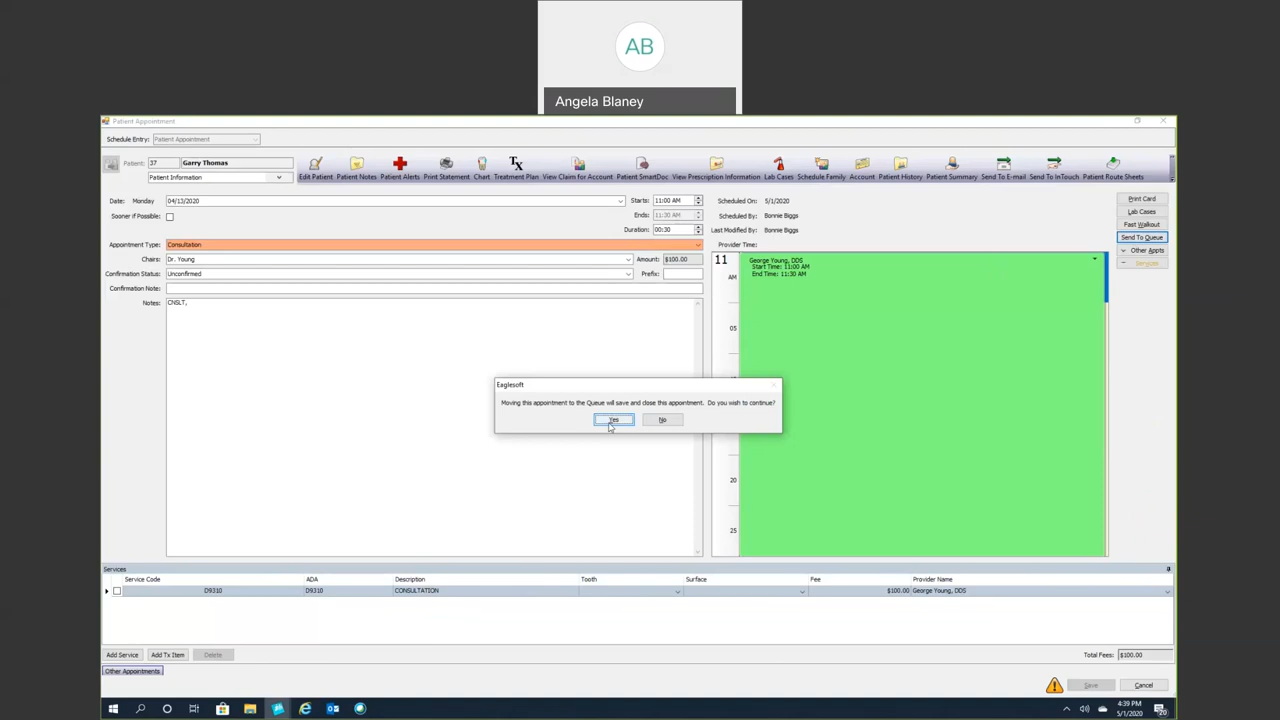 AB
Angela Blaney
Patient Appointment
Schedule Entry: Patient Appointment
Patient: 37 Garry Thomas
Patient Information
Edit Patient Patient Notes Patient Alerts Print Statement Chart Treatment Plan View Claim for Account Patient SmartDoc View Prescription Information Lab Cases Schedule Family Account Patient History Patient Summary Send To E-mail Send To InTouch Patient Route Sheets
Date: Monday 04/13/2020 Starts: 11:00 AM
Sooner if Possible: Ends: 11:30 AM
Duration: 00:30
Appointment Type: Consultation
Chairs: Dr. Young Amount: $100.00
Confirmation Status: Unconfirmed Prefix:
Confirmation Note:
Notes: CNSLT,
Scheduled On: 5/1/2020
Scheduled By: Bonnie Biggs
Last Modified By: Bonnie Biggs
Provider Time:
11 AM
George Young, DDS
Start Time: 11:00 AM
End Time: 11:30 AM
05
20
25
Print Card
Lab Cases
Fast Walkout
Send To Queue
Other Appts
Services
Eaglesoft
Moving this appointment to the Queue will save and close this appointment. Do you wish to continue?
Yes No
Services
Service Code ADA Description Tooth Surface Fee Provider Name
D9310 D9310 CONSULTATION $100.00 George Young, DDS
Add Service Add Tx Item Delete Total Fees: $100.00
Other Appointments
Save Cancel
4:39 PM
5/1/2020
20